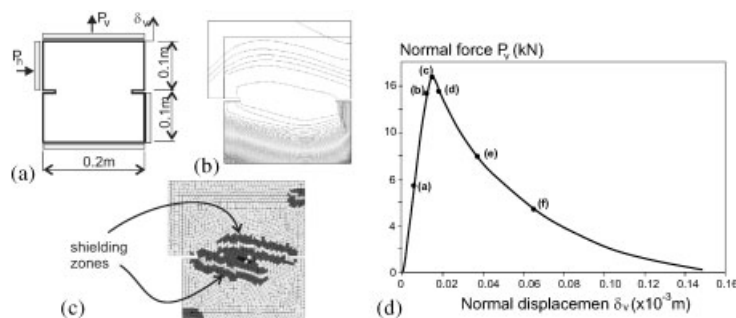 P_v
δ_v
P_h
0.1m
0.1m
0.2m
(a)
(b)
shielding
zones
(c)
Normal force P_v (kN)
(c)
16
(b)
(d)
12
(e)
6
(a)
(f)
4
0
0 0.02 0.04 0.06 0.08 0.10 0.12 0.14 0.16
(d)
Normal displacemen δ_v (x10⁻³m)